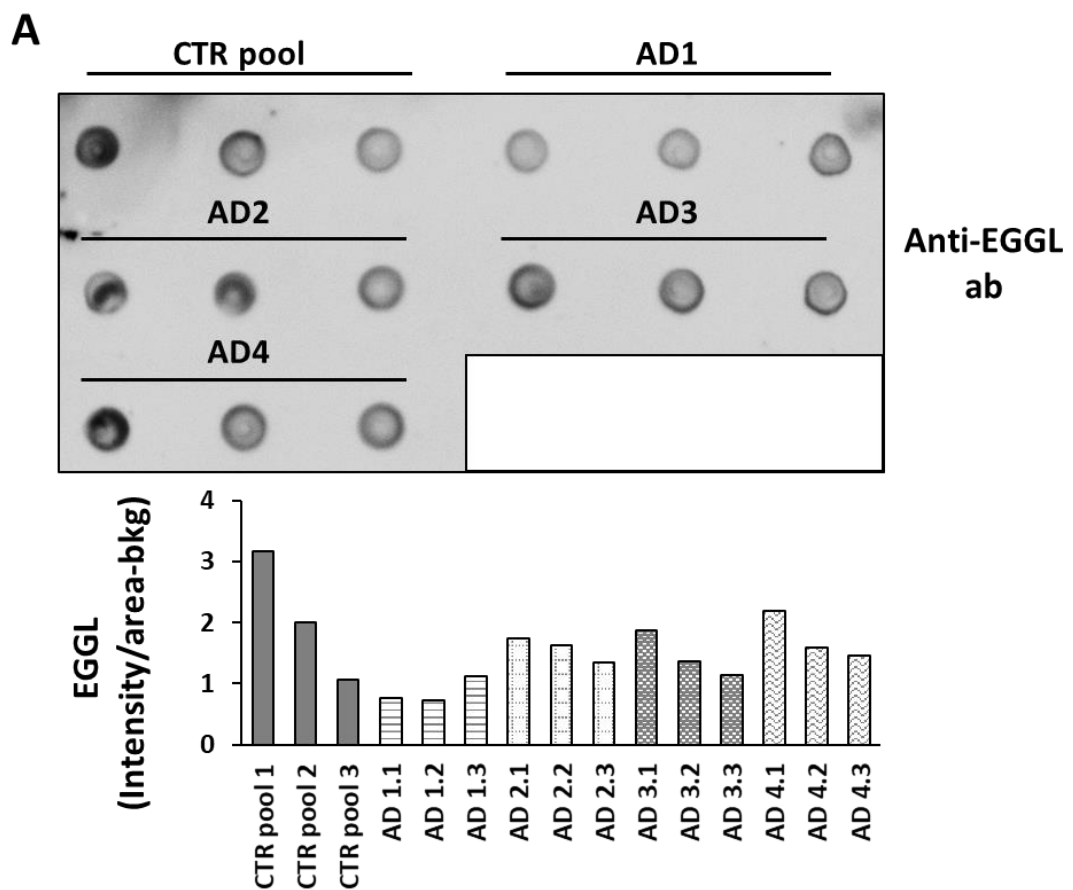 A
CTR pool
AD1
AD2
AD3
Anti-EGGL
ab
AD4
EGGL
(Intensity/area-bkg)
4
3
2
1
0
CTR pool 1
CTR pool 2
CTR pool 3
AD 1.1
AD 1.2
AD 1.3
AD 2.1
AD 2.2
AD 2.3
AD 3.1
AD 3.2
AD 3.3
AD 4.1
AD 4.2
AD 4.3